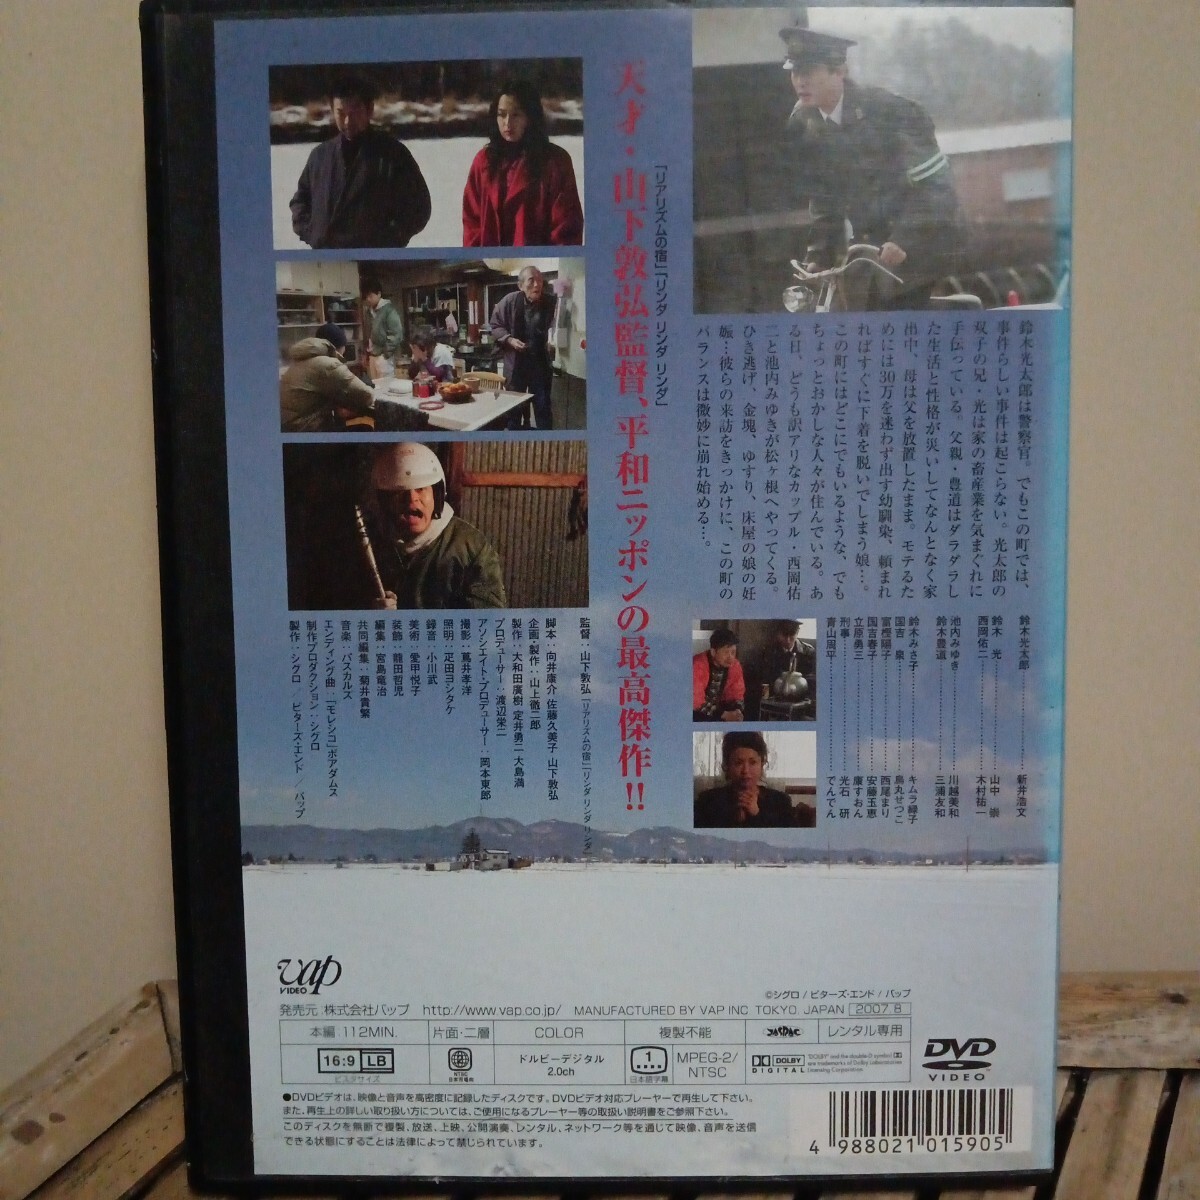 天才・山下敦弘監督、平和ニッポンの最高傑作!!
「リアリズムの宿」「リンダ リンダ リンダ」
鈴木光太郎は警察官。でもこの町では、
事件らしい事件は起こらない。光太郎の
双子の兄・光は家の畜産業を気まぐれに
手伝っている。父親・豊道はダラダラし
た生活と性格が災いしてなんとなく家
出中、母は父を放置したまま。モテるた
めには30万を迷わず出す幼馴染、頼まれ
ればすぐに下着を脱いでしまう娘…。
この町にはどこにでもいるような、でも
ちょっとおかしな人々が住んでいる。あ
る日、どうも訳アリなカップル・西岡佑
二と池内みゆきが松ヶ根へやってくる。
ひき逃げ、金塊、ゆすり、床屋の娘の妊
娠…彼らの来訪をきっかけに、この町の
バランスは微妙に崩れ始める…。
鈴木光太郎……………新井浩文
鈴木 光……………山中 崇
西岡佑二……………木村祐一
池内みゆき……………川越美和
鈴木豊道……………三浦友和
鈴木みさ子……………キムラ緑子
国吉 泉……………烏丸せつこ
富樫陽子……………西尾まり
国吉春子……………安藤玉恵
立原勇三……………康すおん
刑事……………光石 研
青山周平……………でんでん
監督:山下敦弘「リアリズムの宿」「リンダ リンダ リンダ」
脚本:向井康介 佐藤久美子 山下敦弘
企画・製作:山上徹二郎
製作:大和田廣樹 定井勇二 大島満
プロデューサー:渡辺栄二
アソシエイト・プロデューサー:岡本東郎
撮影:蔦井孝洋
照明:疋田ヨシタケ
録音:小川武
美術:愛甲悦子
装飾:龍田哲児
編集:宮島竜治
共同編集:菊井貴繁
音楽:パスカルズ
エンディング曲:「モレシコ」ボアダムス
制作プロダクション:シグロ
製作:シグロ/ビターズ・エンド/バップ
vap
VIDEO
©シグロ/ビターズ・エンド/バップ
発売元:株式会社バップ http://www.vap.co.jp/ MANUFACTURED BY VAP INC. TOKYO. JAPAN 2007.8
本編:112MIN. 片面・二層 COLOR 複製不能 JASRAC レンタル専用
16:9 LB
ビスタサイズ
NTSC
日本市場向
ドルビーデジタル
2.0ch
1
日本語字幕
MPEG-2/
NTSC
DOLBY
DIGITAL
"DOLBY" and the double-D symbol
are trademarks of Dolby Laboratories
Licensing Corporation.
DVD
VIDEO
●DVDビデオは、映像と音声を高密度に記録したディスクです。DVDビデオ対応プレーヤーで再生して下さい。
また、再生上の詳しい取り扱い方については、ご使用になるプレーヤー等の取扱い説明書をご参照下さい。
このディスクを無断で複製、放送、上映、公開演奏、レンタル、ネットワーク等を通じて映像、音声を送信
できる状態にすることは法律によって禁じられています。
4 988021 015905